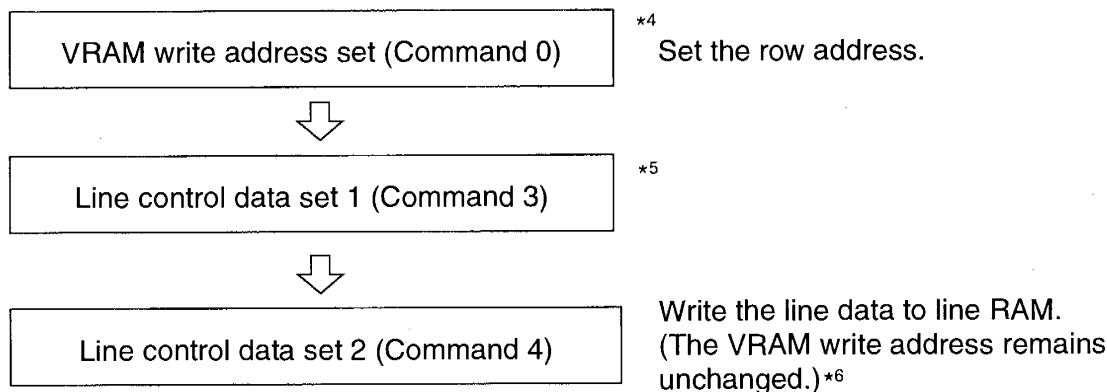 VRAM write address set (Command 0)
*4
Set the row address.
Line control data set 1 (Command 3)
*5
Line control data set 2 (Command 4)
Write the line data to line RAM.
(The VRAM write address remains
unchanged.)*6